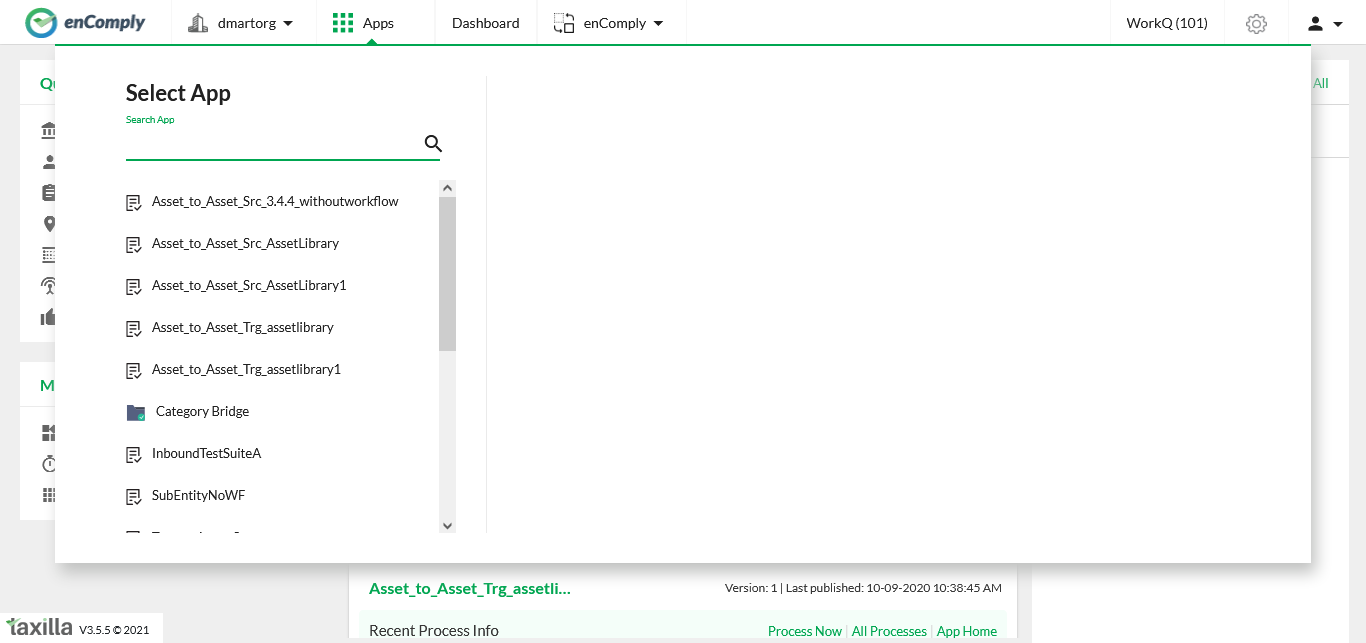 enComply
dmartorg
Apps
Dashboard
enComply
WorkQ (101)
All
Select App
Search App
Asset_to_Asset_Src_3.4.4_withoutworkflow
Asset_to_Asset_Src_AssetLibrary
Asset_to_Asset_Src_AssetLibrary1
Asset_to_Asset_Trg_assetlibrary
Asset_to_Asset_Trg_assetlibrary1
Category Bridge
InboundTestSuiteA
SubEntityNoWF
Asset_to_Asset_Trg_assetli...
Version: 1 | Last published: 10-09-2020 10:38:45 AM
Recent Process Info
Process Now | All Processes | App Home
taxilla V3.5.5 © 2021